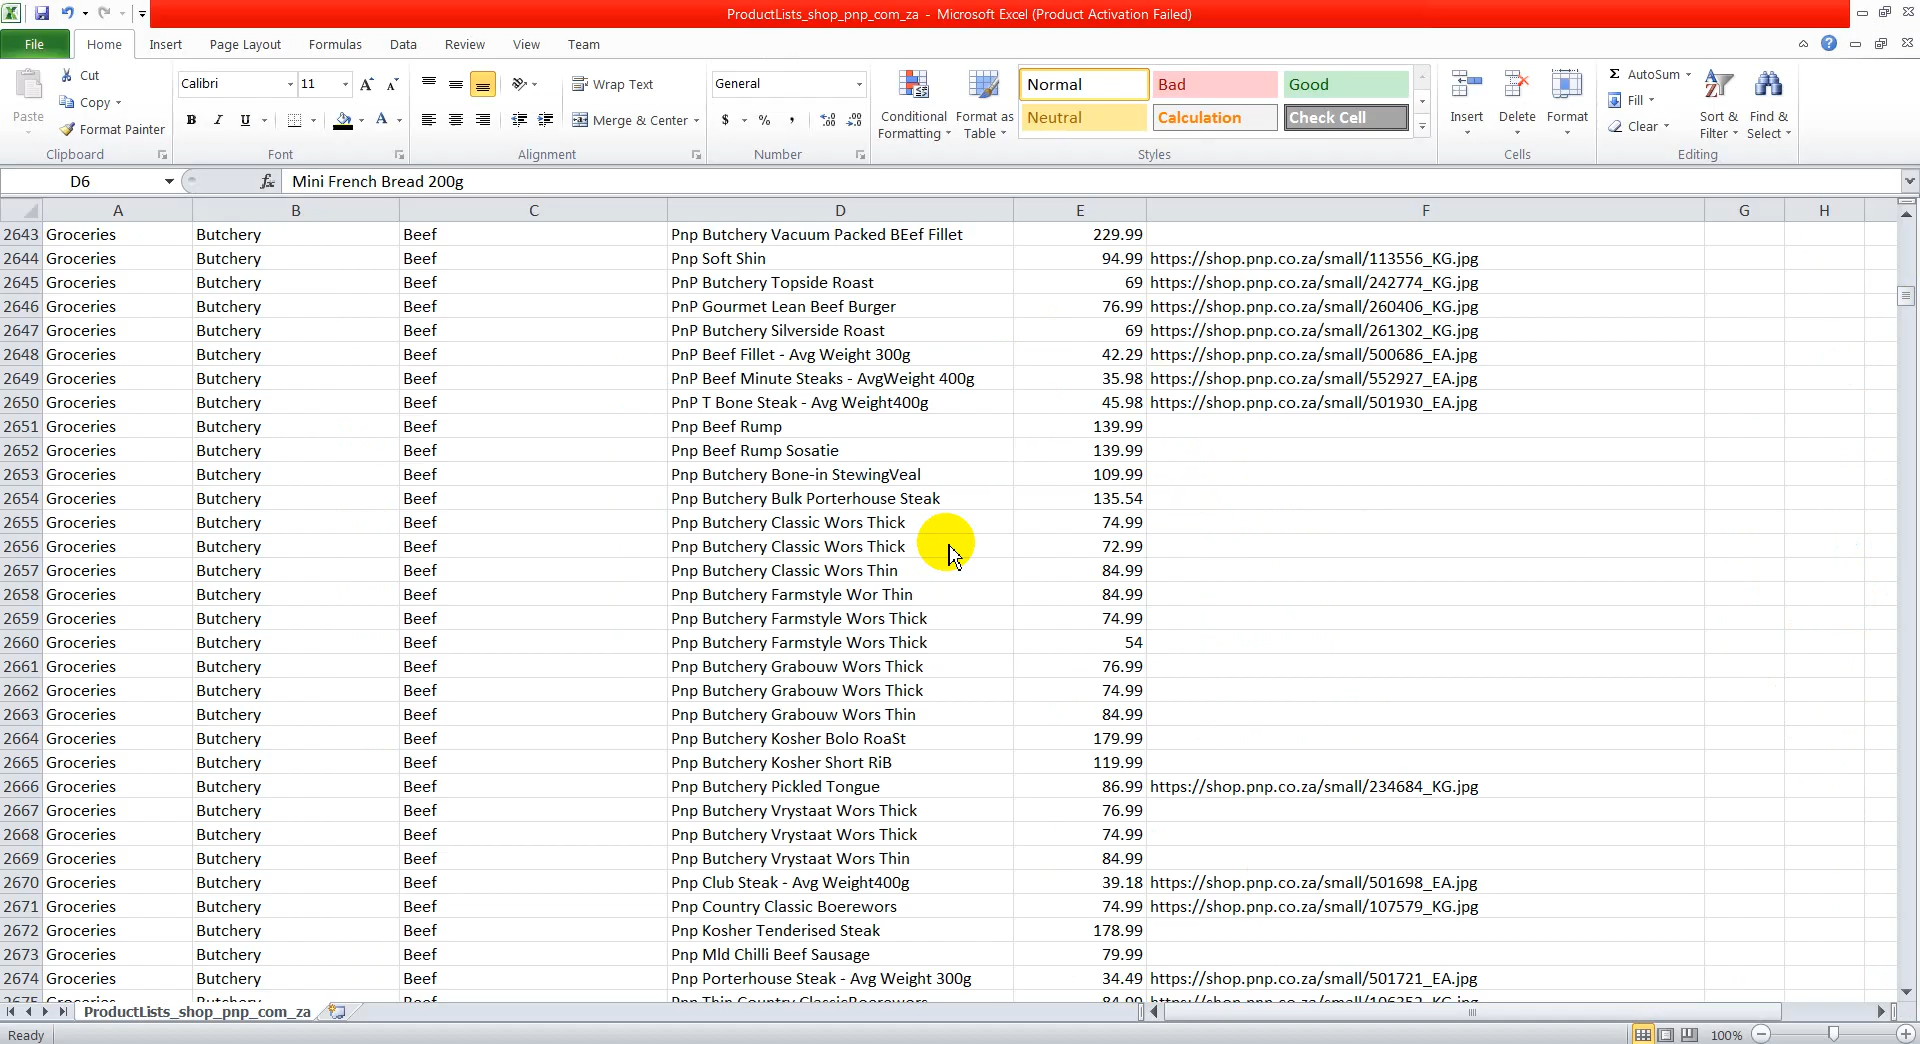 ProductLists_shop_pnp_com_za - Microsoft Excel (Product Activation Failed)
File Home Insert Page Layout Formulas Data Review View Team
Paste
Cut
Copy
Format Painter
Clipboard
Calibri 11
B I U
Font
Wrap Text
Merge & Center
Alignment
General
$ % ,
Number
Conditional Formatting
Format as Table
Normal Bad Good
Neutral Calculation Check Cell
Styles
Insert Delete Format
Cells
Σ AutoSum
Fill
Clear
Sort & Filter
Find & Select
Editing
D6 fx Mini French Bread 200g
A B C D E F G H
2643 Groceries Butchery Beef Pnp Butchery Vacuum Packed BEef Fillet 229.99
2644 Groceries Butchery Beef Pnp Soft Shin 94.99 https://shop.pnp.co.za/small/113556_KG.jpg
2645 Groceries Butchery Beef PnP Butchery Topside Roast 69 https://shop.pnp.co.za/small/242774_KG.jpg
2646 Groceries Butchery Beef PnP Gourmet Lean Beef Burger 76.99 https://shop.pnp.co.za/small/260406_KG.jpg
2647 Groceries Butchery Beef PnP Butchery Silverside Roast 69 https://shop.pnp.co.za/small/261302_KG.jpg
2648 Groceries Butchery Beef PnP Beef Fillet - Avg Weight 300g 42.29 https://shop.pnp.co.za/small/500686_EA.jpg
2649 Groceries Butchery Beef PnP Beef Minute Steaks - AvgWeight 400g 35.98 https://shop.pnp.co.za/small/552927_EA.jpg
2650 Groceries Butchery Beef PnP T Bone Steak - Avg Weight400g 45.98 https://shop.pnp.co.za/small/501930_EA.jpg
2651 Groceries Butchery Beef Pnp Beef Rump 139.99
2652 Groceries Butchery Beef Pnp Beef Rump Sosatie 139.99
2653 Groceries Butchery Beef Pnp Butchery Bone-in StewingVeal 109.99
2654 Groceries Butchery Beef Pnp Butchery Bulk Porterhouse Steak 135.54
2655 Groceries Butchery Beef Pnp Butchery Classic Wors Thick 74.99
2656 Groceries Butchery Beef Pnp Butchery Classic Wors Thick 72.99
2657 Groceries Butchery Beef Pnp Butchery Classic Wors Thin 84.99
2658 Groceries Butchery Beef Pnp Butchery Farmstyle Wor Thin 84.99
2659 Groceries Butchery Beef Pnp Butchery Farmstyle Wors Thick 74.99
2660 Groceries Butchery Beef Pnp Butchery Farmstyle Wors Thick 54
2661 Groceries Butchery Beef Pnp Butchery Grabouw Wors Thick 76.99
2662 Groceries Butchery Beef Pnp Butchery Grabouw Wors Thick 74.99
2663 Groceries Butchery Beef Pnp Butchery Grabouw Wors Thin 84.99
2664 Groceries Butchery Beef Pnp Butchery Kosher Bolo RoaSt 179.99
2665 Groceries Butchery Beef Pnp Butchery Kosher Short RiB 119.99
2666 Groceries Butchery Beef Pnp Butchery Pickled Tongue 86.99 https://shop.pnp.co.za/small/234684_KG.jpg
2667 Groceries Butchery Beef Pnp Butchery Vrystaat Wors Thick 76.99
2668 Groceries Butchery Beef Pnp Butchery Vrystaat Wors Thick 74.99
2669 Groceries Butchery Beef Pnp Butchery Vrystaat Wors Thin 84.99
2670 Groceries Butchery Beef Pnp Club Steak - Avg Weight400g 39.18 https://shop.pnp.co.za/small/501698_EA.jpg
2671 Groceries Butchery Beef Pnp Country Classic Boerewors 74.99 https://shop.pnp.co.za/small/107579_KG.jpg
2672 Groceries Butchery Beef Pnp Kosher Tenderised Steak 178.99
2673 Groceries Butchery Beef Pnp Mld Chilli Beef Sausage 79.99
2674 Groceries Butchery Beef Pnp Porterhouse Steak - Avg Weight 300g 34.49 https://shop.pnp.co.za/small/501721_EA.jpg
ProductLists_shop_pnp_com_za
Ready 100%